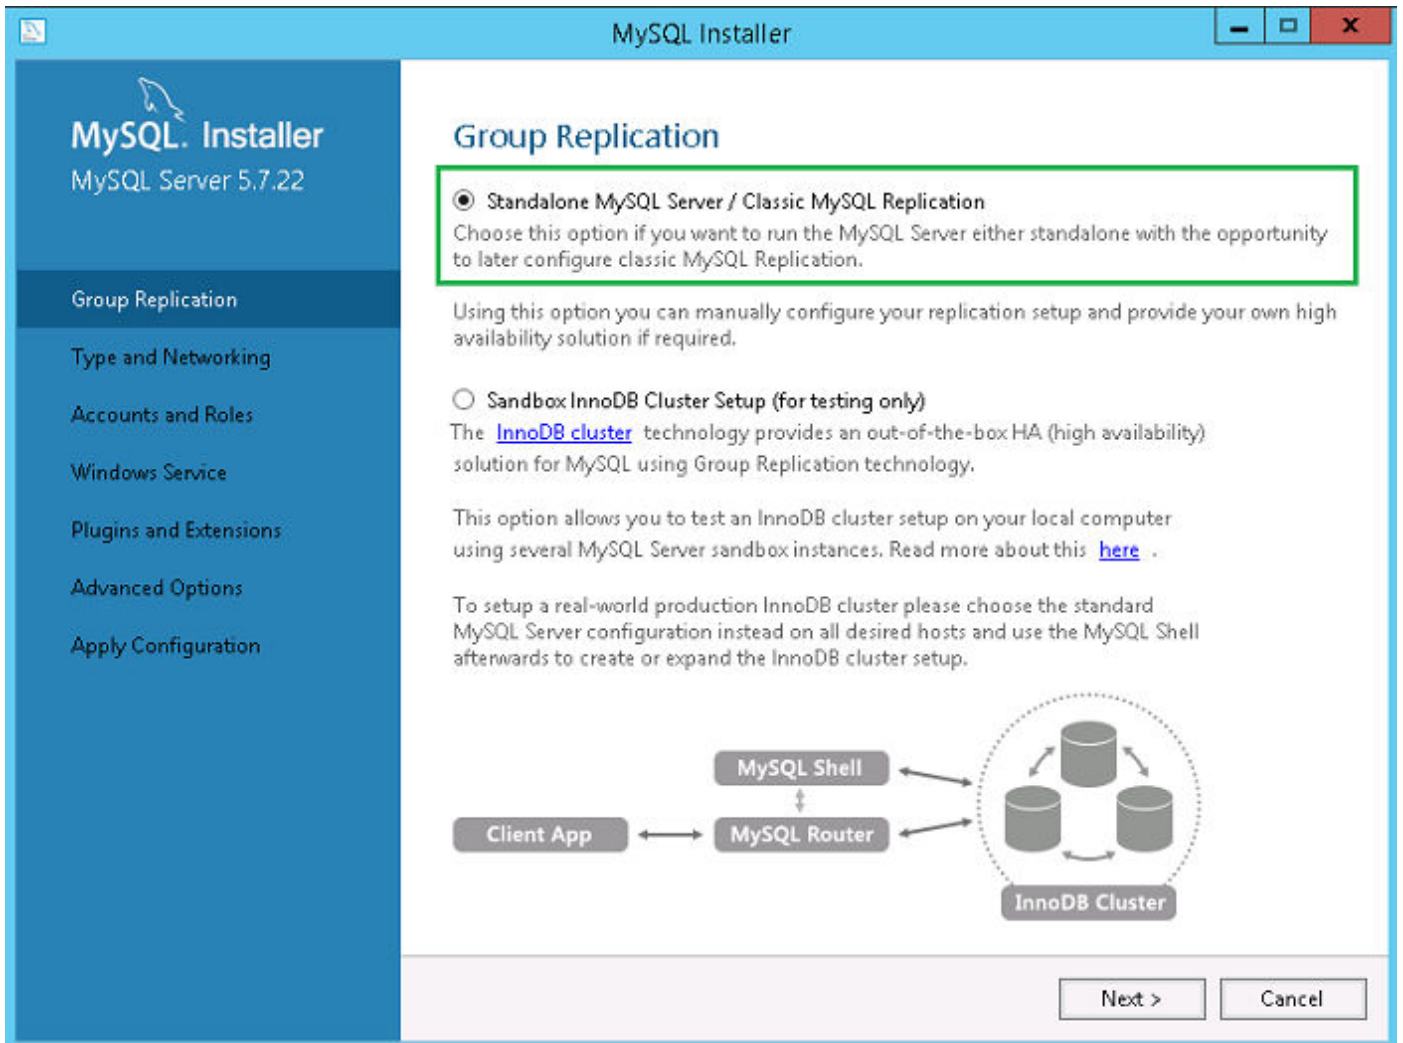 MySQL Installer
MySQL. Installer
MySQL Server 5.7.22
Group Replication
Type and Networking
Accounts and Roles
Windows Service
Plugins and Extensions
Advanced Options
Apply Configuration
Group Replication
Standalone MySQL Server / Classic MySQL Replication
Choose this option if you want to run the MySQL Server either standalone with the opportunity
to later configure classic MySQL Replication.
Using this option you can manually configure your replication setup and provide your own high
availability solution if required.
Sandbox InnoDB Cluster Setup (for testing only)
The InnoDB cluster technology provides an out-of-the-box HA (high availability)
solution for MySQL using Group Replication technology.
This option allows you to test an InnoDB cluster setup on your local computer
using several MySQL Server sandbox instances. Read more about this here .
To setup a real-world production InnoDB cluster please choose the standard
MySQL Server configuration instead on all desired hosts and use the MySQL Shell
afterwards to create or expand the InnoDB cluster setup.
MySQL Shell
Client App
MySQL Router
InnoDB Cluster
Next >
Cancel